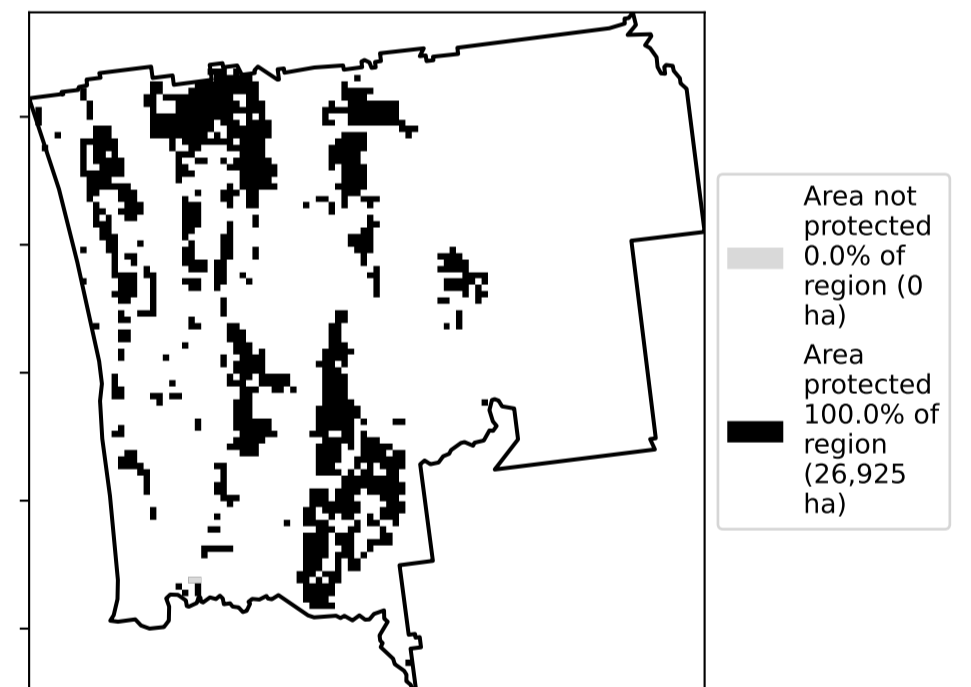 Area not
protected
0.0% of
region (0
ha)
Area
protected
100.0% of
region
(26,925
ha)